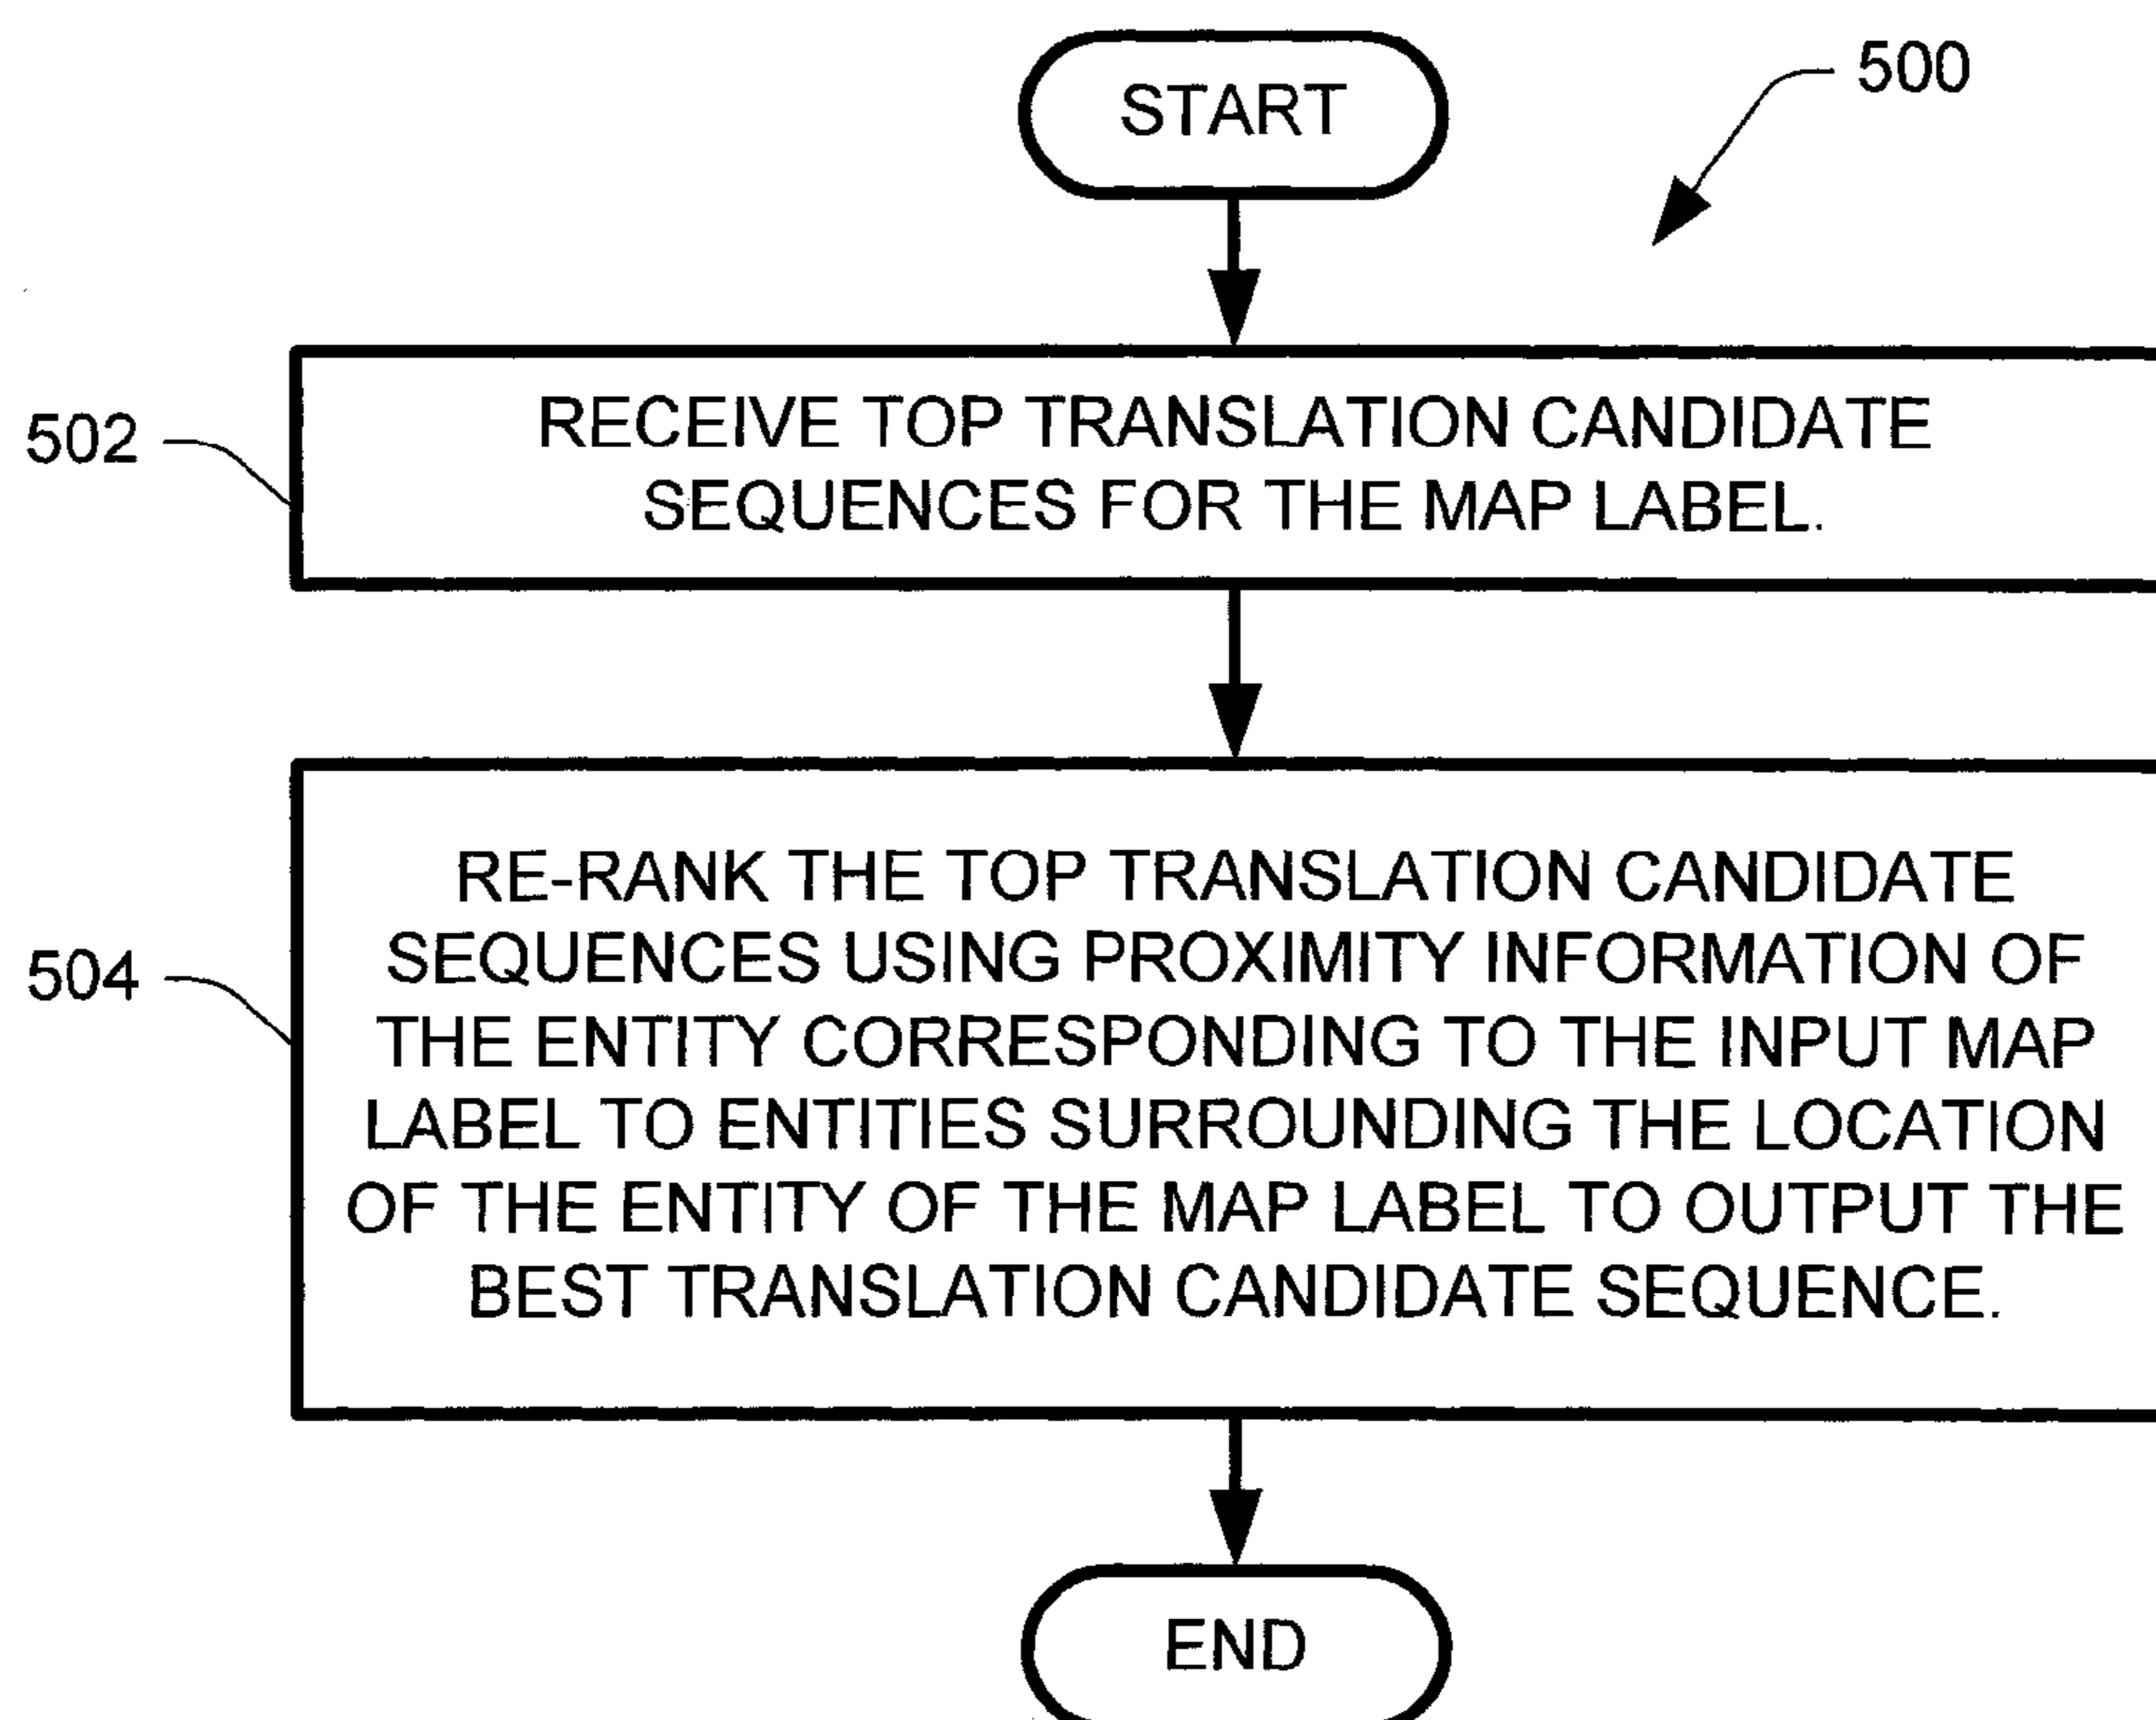 START
500
502
RECEIVE TOP TRANSLATION CANDIDATE
SEQUENCES FOR THE MAP LABEL.
504
RE-RANK THE TOP TRANSLATION CANDIDATE
SEQUENCES USING PROXIMITY INFORMATION OF
THE ENTITY CORRESPONDING TO THE INPUT MAP
LABEL TO ENTITIES SURROUNDING THE LOCATION
OF THE ENTITY OF THE MAP LABEL TO OUTPUT THE
BEST TRANSLATION CANDIDATE SEQUENCE.
END